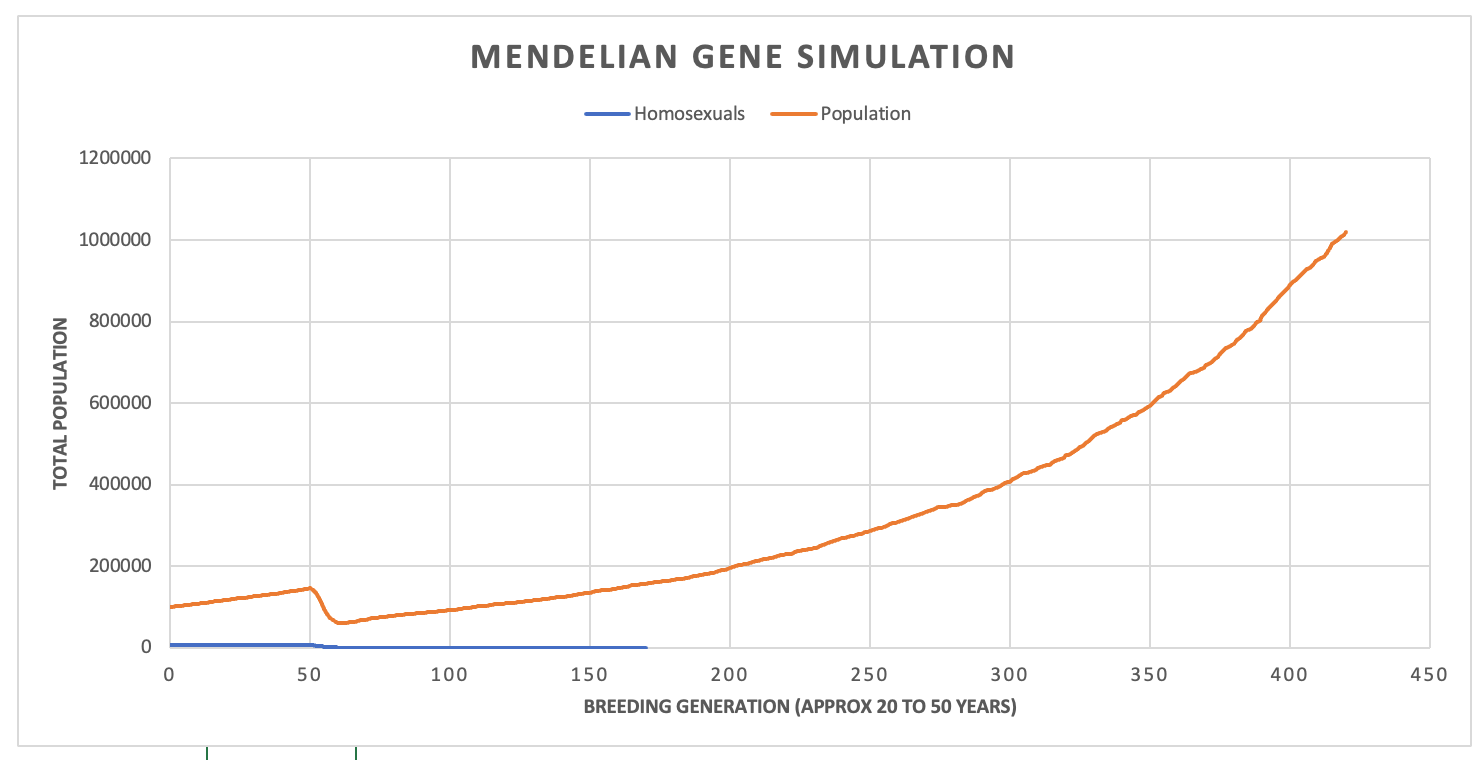 MENDELIAN GENE SIMULATION
Homosexuals Population
1200000
1000000
800000
600000
400000
200000
0
TOTAL POPULATION
0 50 100 150 200 250 300 350 400 450
BREEDING GENERATION (APPROX 20 TO 50 YEARS)